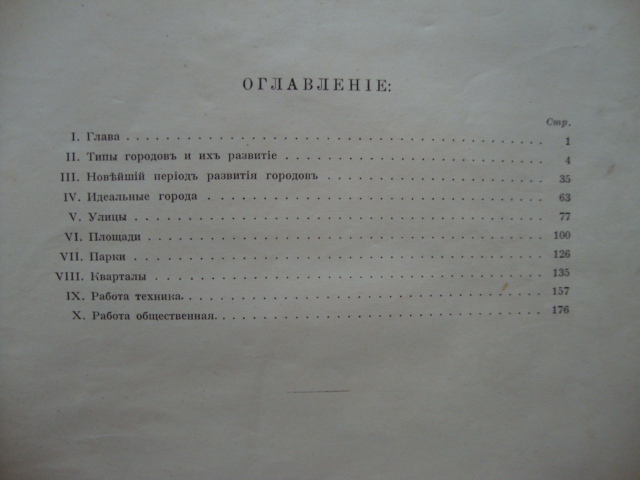 ОГЛАВЛЕНІЕ:
Стр.
I. Глава . . . . . . . . . . . . . . . . . . . . 1
II. Типы городовъ и ихъ развитіе . . . . . . . . . . . . . . . . . . . . 4
III. Новѣйшій періодъ развитія городовъ . . . . . . . . . . . . . . . . . . . . 35
IV. Идеальные города . . . . . . . . . . . . . . . . . . . . 63
V. Улицы . . . . . . . . . . . . . . . . . . . . 77
VI. Площади . . . . . . . . . . . . . . . . . . . . 100
VII. Парки . . . . . . . . . . . . . . . . . . . . 126
VIII. Кварталы . . . . . . . . . . . . . . . . . . . . 135
IX. Работа техника. . . . . . . . . . . . . . . . . . . . 157
X. Работа общественная. . . . . . . . . . . . . . . . . . . . 176